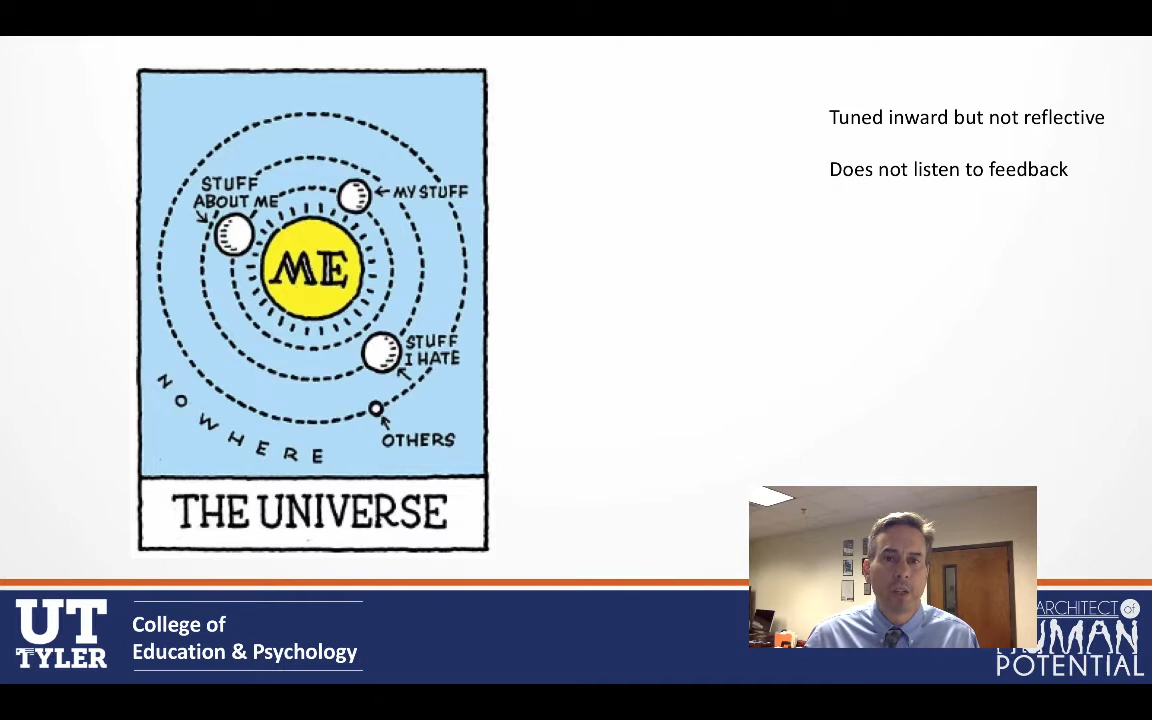 STUFF
ABOUT ME
MY STUFF
ME
STUFF
I HATE
OTHERS
NOWHERE
THE UNIVERSE
Tuned inward but not reflective
Does not listen to feedback
UT
TYLER
College of
Education & Psychology
ARCHITECT of
HUMAN
POTENTIAL